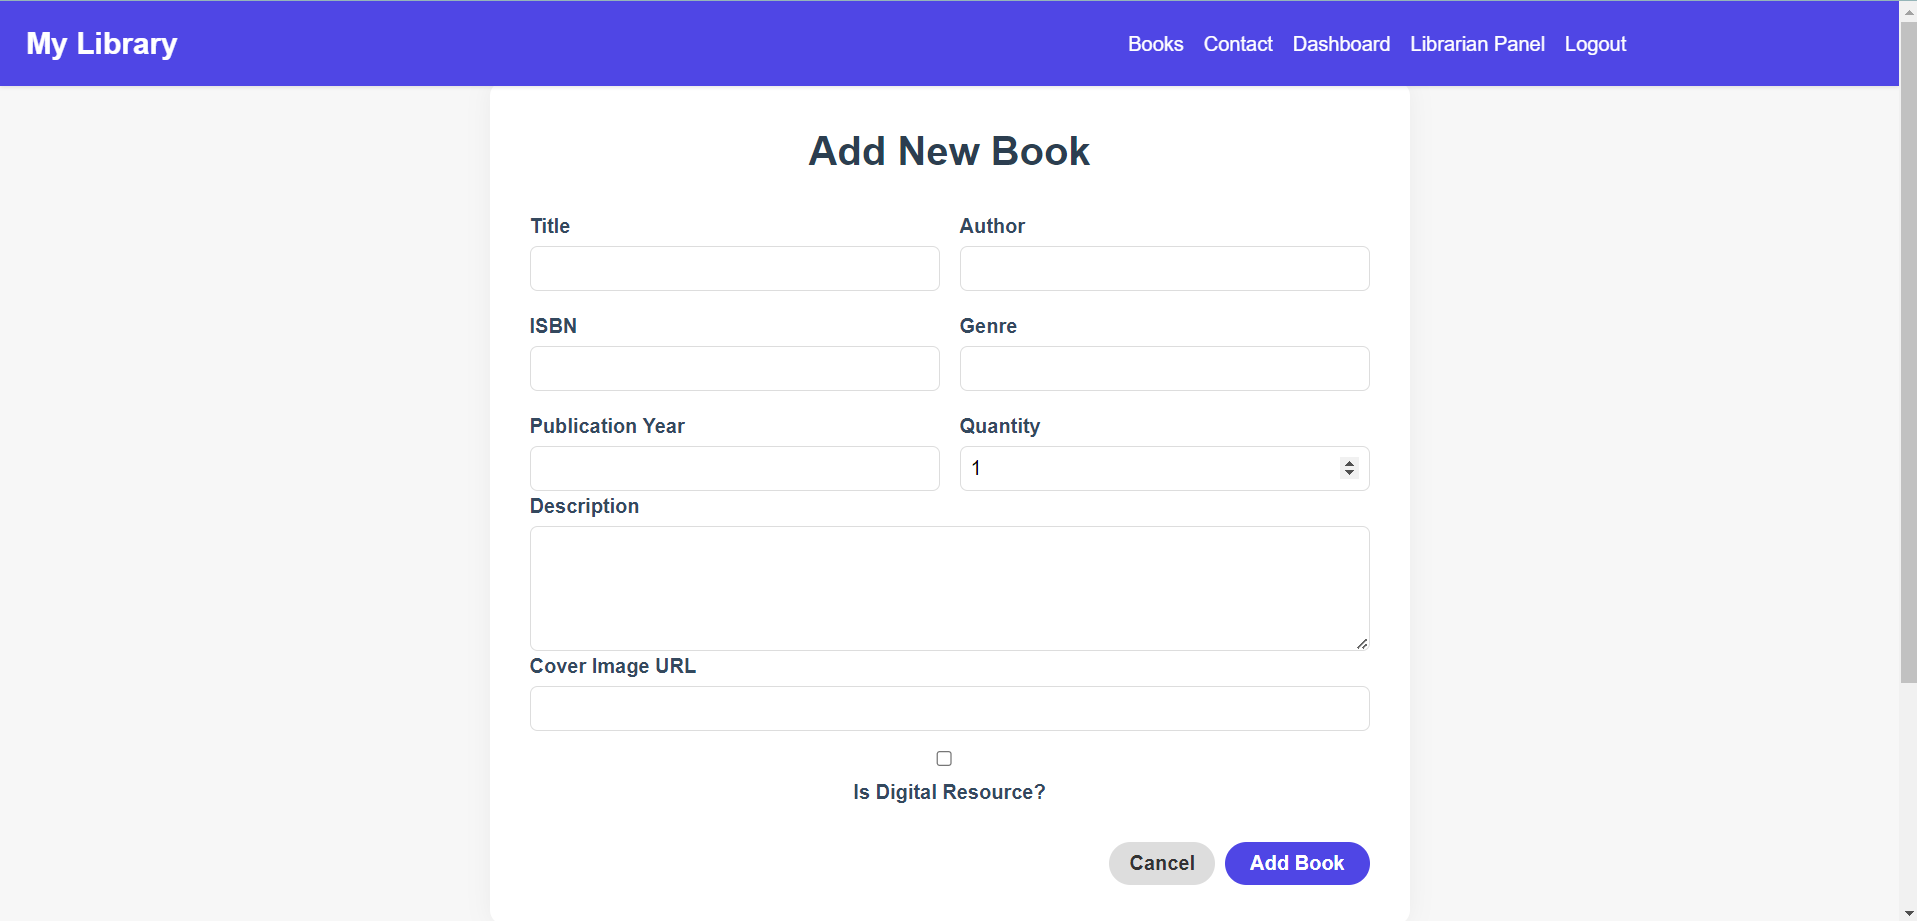 My Library
Books Contact Dashboard Librarian Panel Logout
Add New Book
Title
Author
ISBN
Genre
Publication Year
Quantity
1
Description
Cover Image URL
Is Digital Resource?
Cancel
Add Book